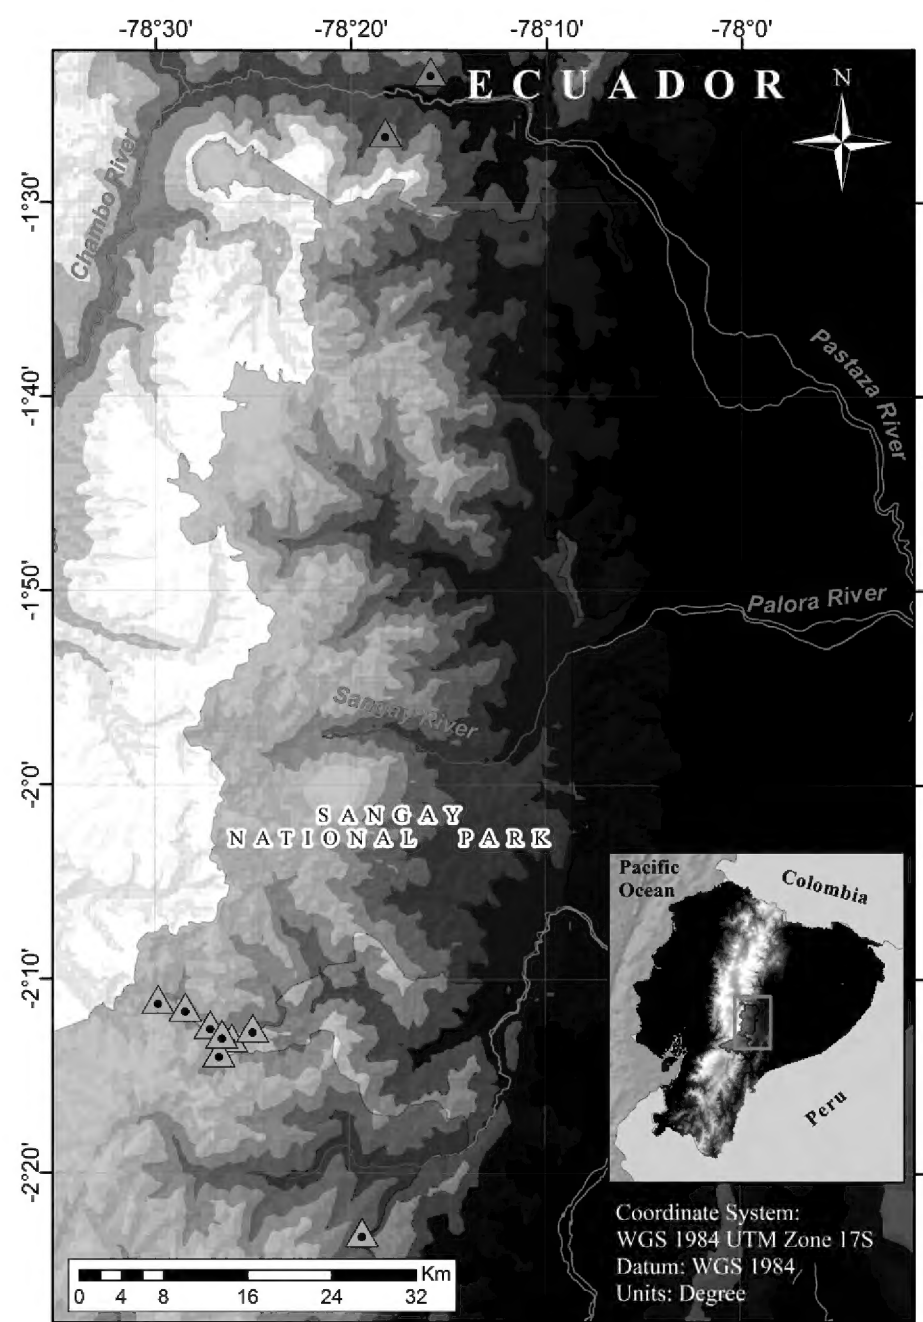 -78°30' -78°20' -78°10' -78°0'
ECUADOR
N
Chambo River
-1°30'
Pastaza River
-1°40'
-1°50'
Palora River
Sangay River
-2°0'
SANGAY
NATIONAL PARK
Pacific
Ocean
Colombia
-2°10'
Peru
-2°20'
Coordinate System:
WGS 1984 UTM Zone 17S
Datum: WGS 1984
Units: Degree
Km
0 4 8 16 24 32